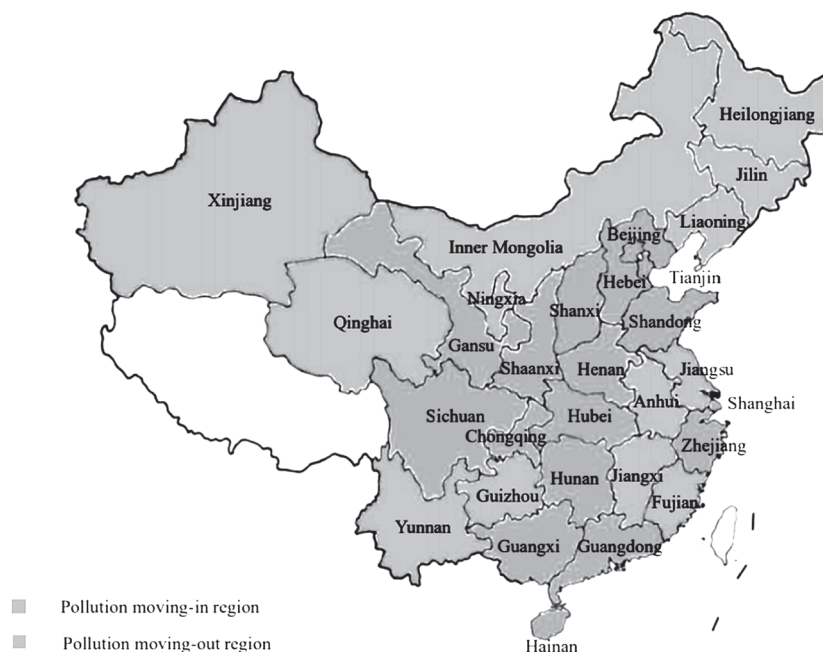 Heilongjiang
Jilin
Xinjiang
Liaoning
Beijing
Inner Mongolia
Tianjin
Hebei
Ningxia
Shanxi
Qinghai
Shandong
Gansu
Shaanxi
Henan
Jiangsu
Anhui
Shanghai
Sichuan
Hubei
Chongqing
Zhejiang
Hunan
Jiangxi
Guizhou
Fujian
Yunnan
Guangxi
Guangdong
Pollution moving-in region
Pollution moving-out region
Hainan